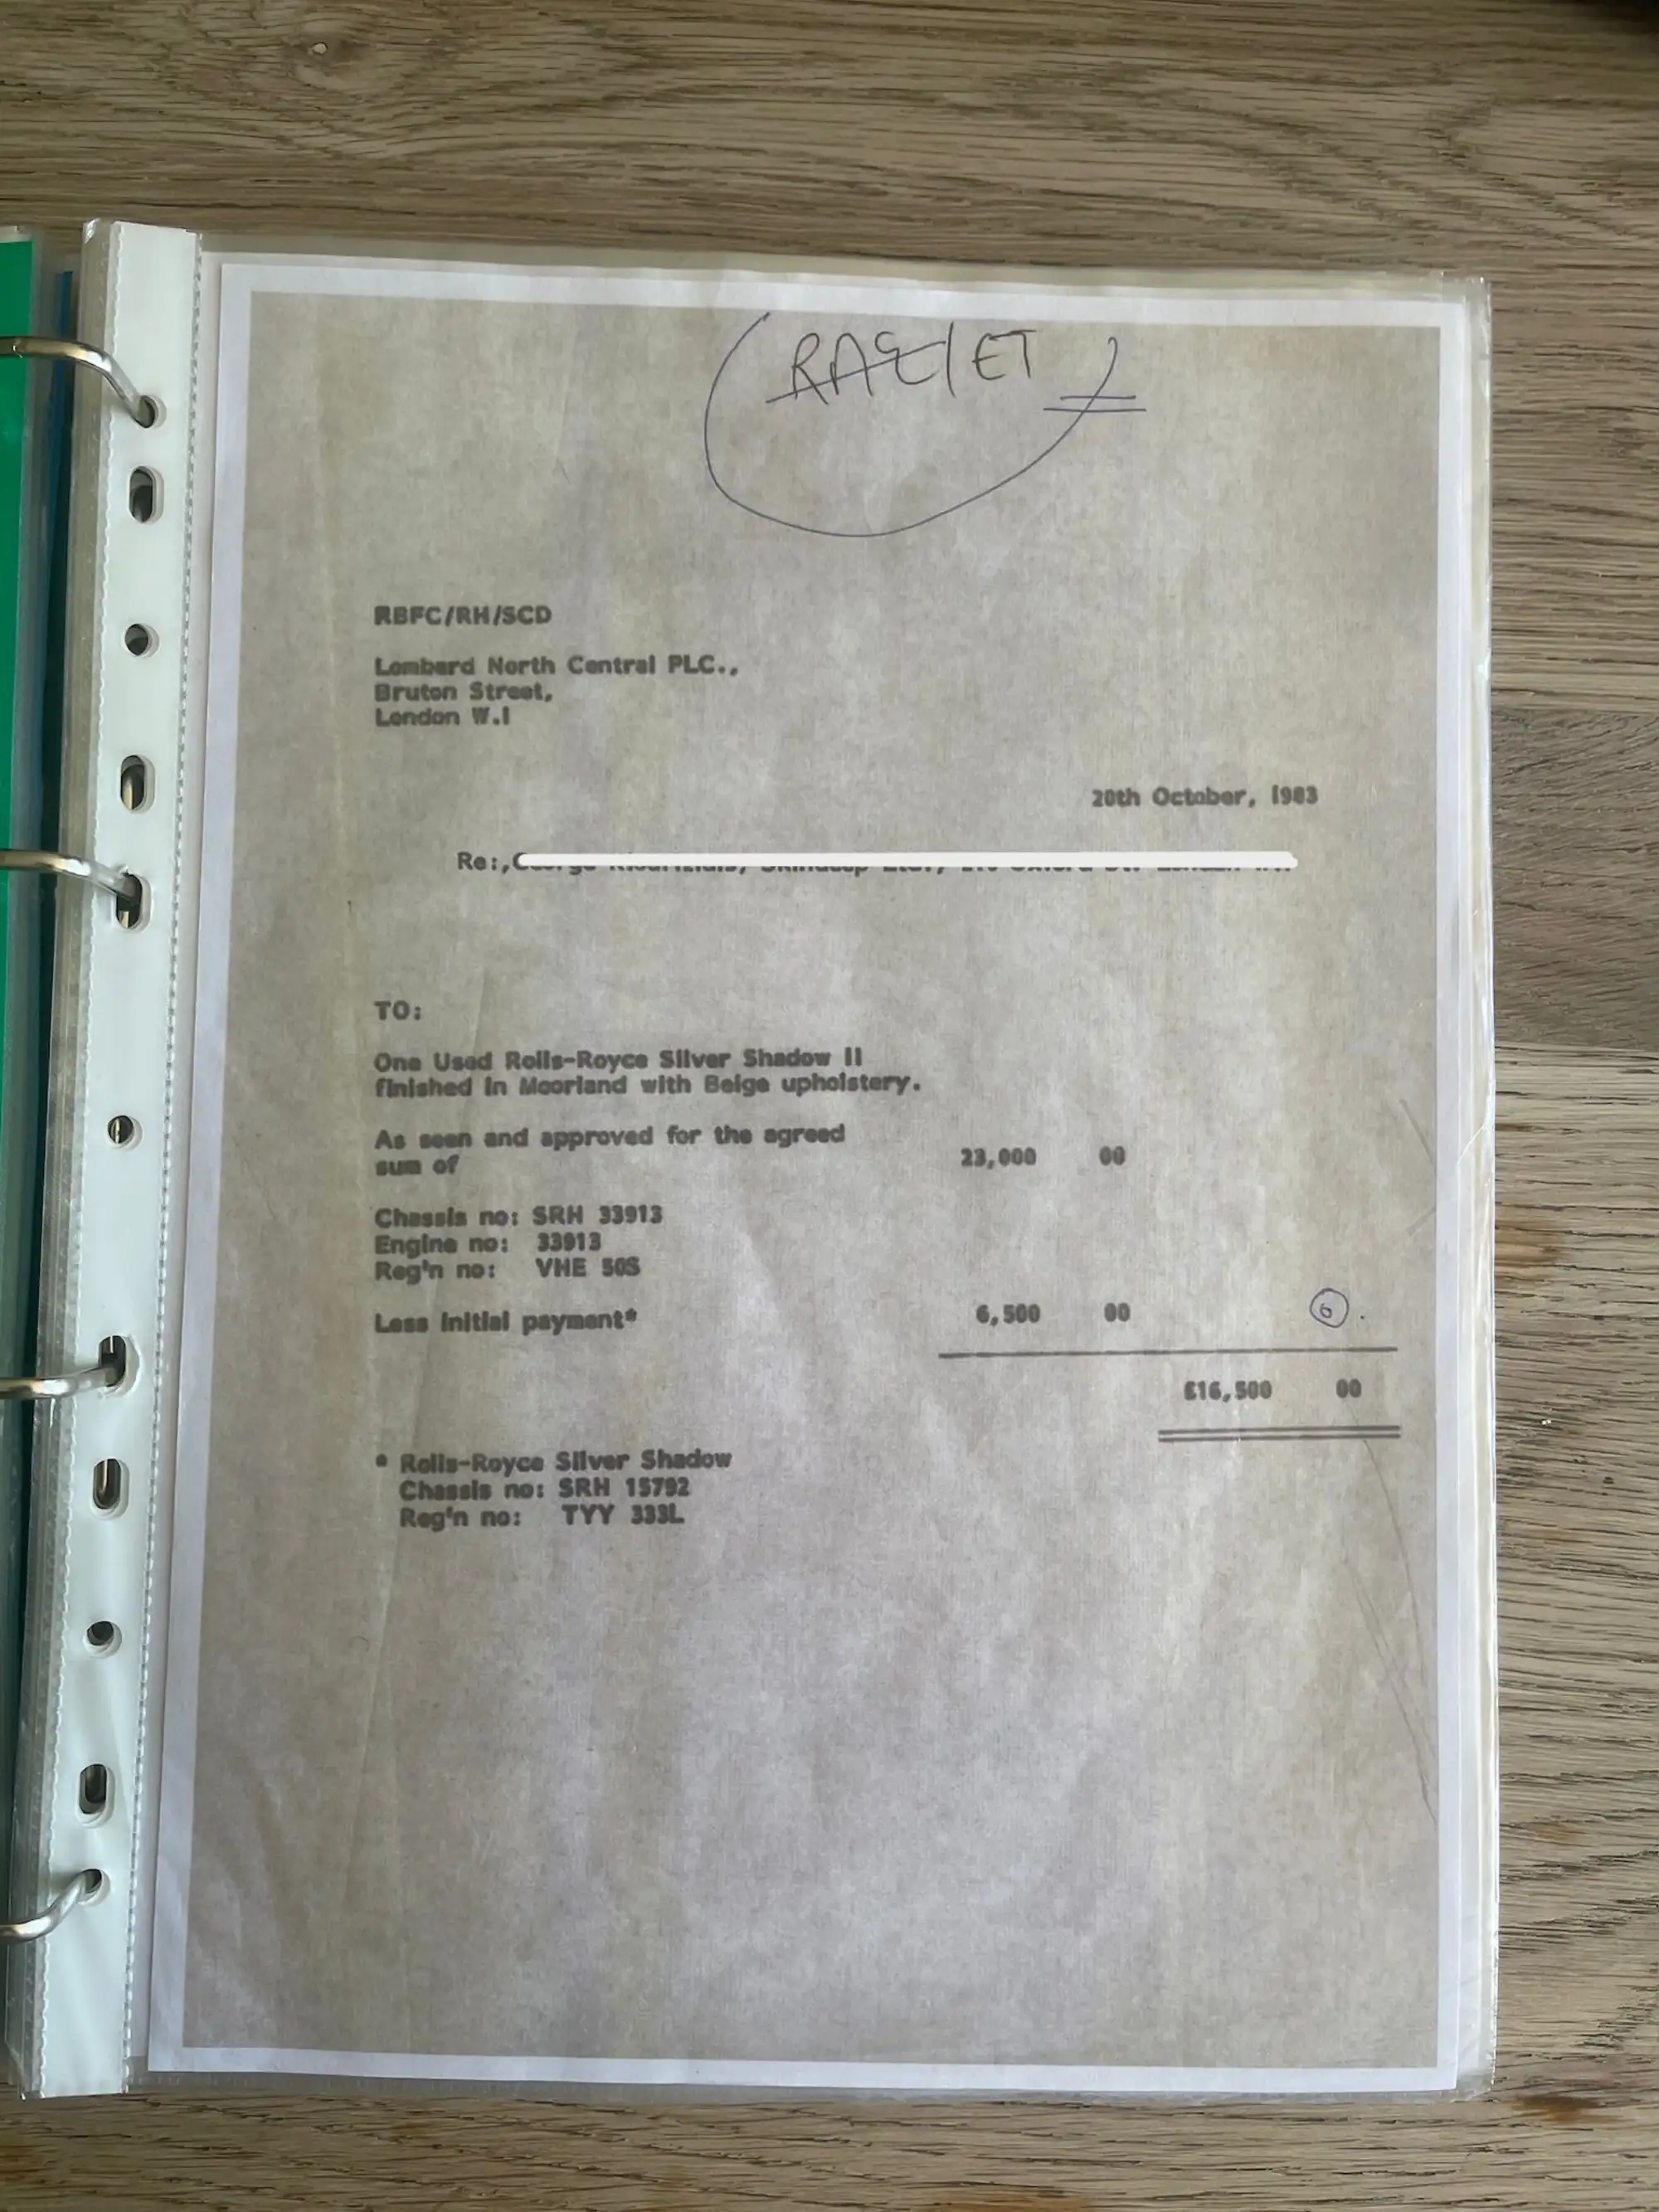 RBFC/RH/SCD
Lombard North Central PLC.,
Bruton Street,
London W.1
20th October, 1983
Re:,
TO:
One Used Rolls-Royce Silver Shadow II
finished in Moorland with Beige upholstery.
As seen and approved for the agreed
sum of 23,000 00
Chassis no: SRH 33913
Engine no: 33913
Reg'n no: VHE 50S
Less initial payment* 6,500 00 6.
£16,500 00
* Rolls-Royce Silver Shadow
Chassis no: SRH 15792
Reg'n no: TYY 333L